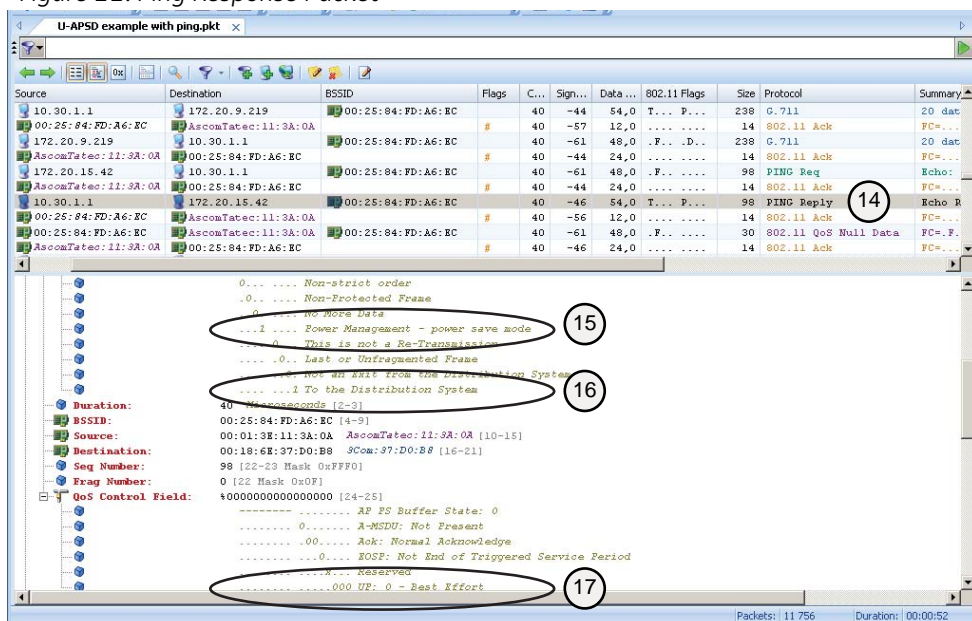 Figure 22. Ping Response Packet
U-APSD example with ping.pkt ×
Source Destination BSSID Flags C... Sign... Data ... 802.11 Flags Size Protocol Summary
10.30.1.1 172.20.9.219 00:25:84:FD:A6:EC 40 -44 54,0 T... P... 238 G.711 20 dat
00:25:84:FD:A6:EC AscomTatec:11:3A:0A # 40 -57 12,0 .... .... 14 802.11 Ack FC=...
172.20.9.219 10.30.1.1 00:25:84:FD:A6:EC 40 -61 48,0 .F.. .D.. 238 G.711 20 dat
AscomTatec:11:3A:0A 00:25:84:FD:A6:EC # 40 -44 24,0 .... .... 14 802.11 Ack FC=...
172.20.15.42 10.30.1.1 00:25:84:FD:A6:EC 40 -61 48,0 .F.. .... 98 PING Req Echo:
AscomTatec:11:3A:0A 00:25:84:FD:A6:EC # 40 -44 24,0 .... .... 14 802.11 Ack FC=...
10.30.1.1 172.20.15.42 00:25:84:FD:A6:EC 40 -46 54,0 T... P... 98 PING Reply Echo R
14
00:25:84:FD:A6:EC AscomTatec:11:3A:0A # 40 -56 12,0 .... .... 14 802.11 Ack FC=...
00:25:84:FD:A6:EC AscomTatec:11:3A:0A 00:25:84:FD:A6:EC 40 -61 48,0 .F.. .... 30 802.11 QoS Null Data FC=.F.
AscomTatec:11:3A:0A 00:25:84:FD:A6:EC # 40 -46 24,0 .... .... 14 802.11 Ack FC=...
0... .... Non-strict order
.0.. .... Non-Protected Frame
..0. .... No More Data
...1 .... Power Management - power save mode
15
.... 0... This is not a Re-Transmission
.... .0.. Last or Unfragmented Frame
.... ..0. Not an Exit from the Distribution System
.... ...1 To the Distribution System
16
Duration: 40 Microseconds [2-3]
BSSID: 00:25:84:FD:A6:EC [4-9]
Source: 00:01:3E:11:3A:0A AscomTatec:11:3A:0A [10-15]
Destination: 00:18:6E:37:D0:B8 3Com:37:D0:B8 [16-21]
Seq Number: 98 [22-23 Mask 0xFFF0]
Frag Number: 0 [22 Mask 0x0F]
QoS Control Field: %0000000000000000 [24-25]
-------- ........ AP PS Buffer State: 0
........ 0....... A-MSDU: Not Present
........ .00..... Ack: Normal Acknowledge
........ ...0.... EOSP: Not End of Triggered Service Period
........ ....x... Reserved
........ .....000 UP: 0 - Best Effort
17
Packets: 11 756 Duration: 00:00:52